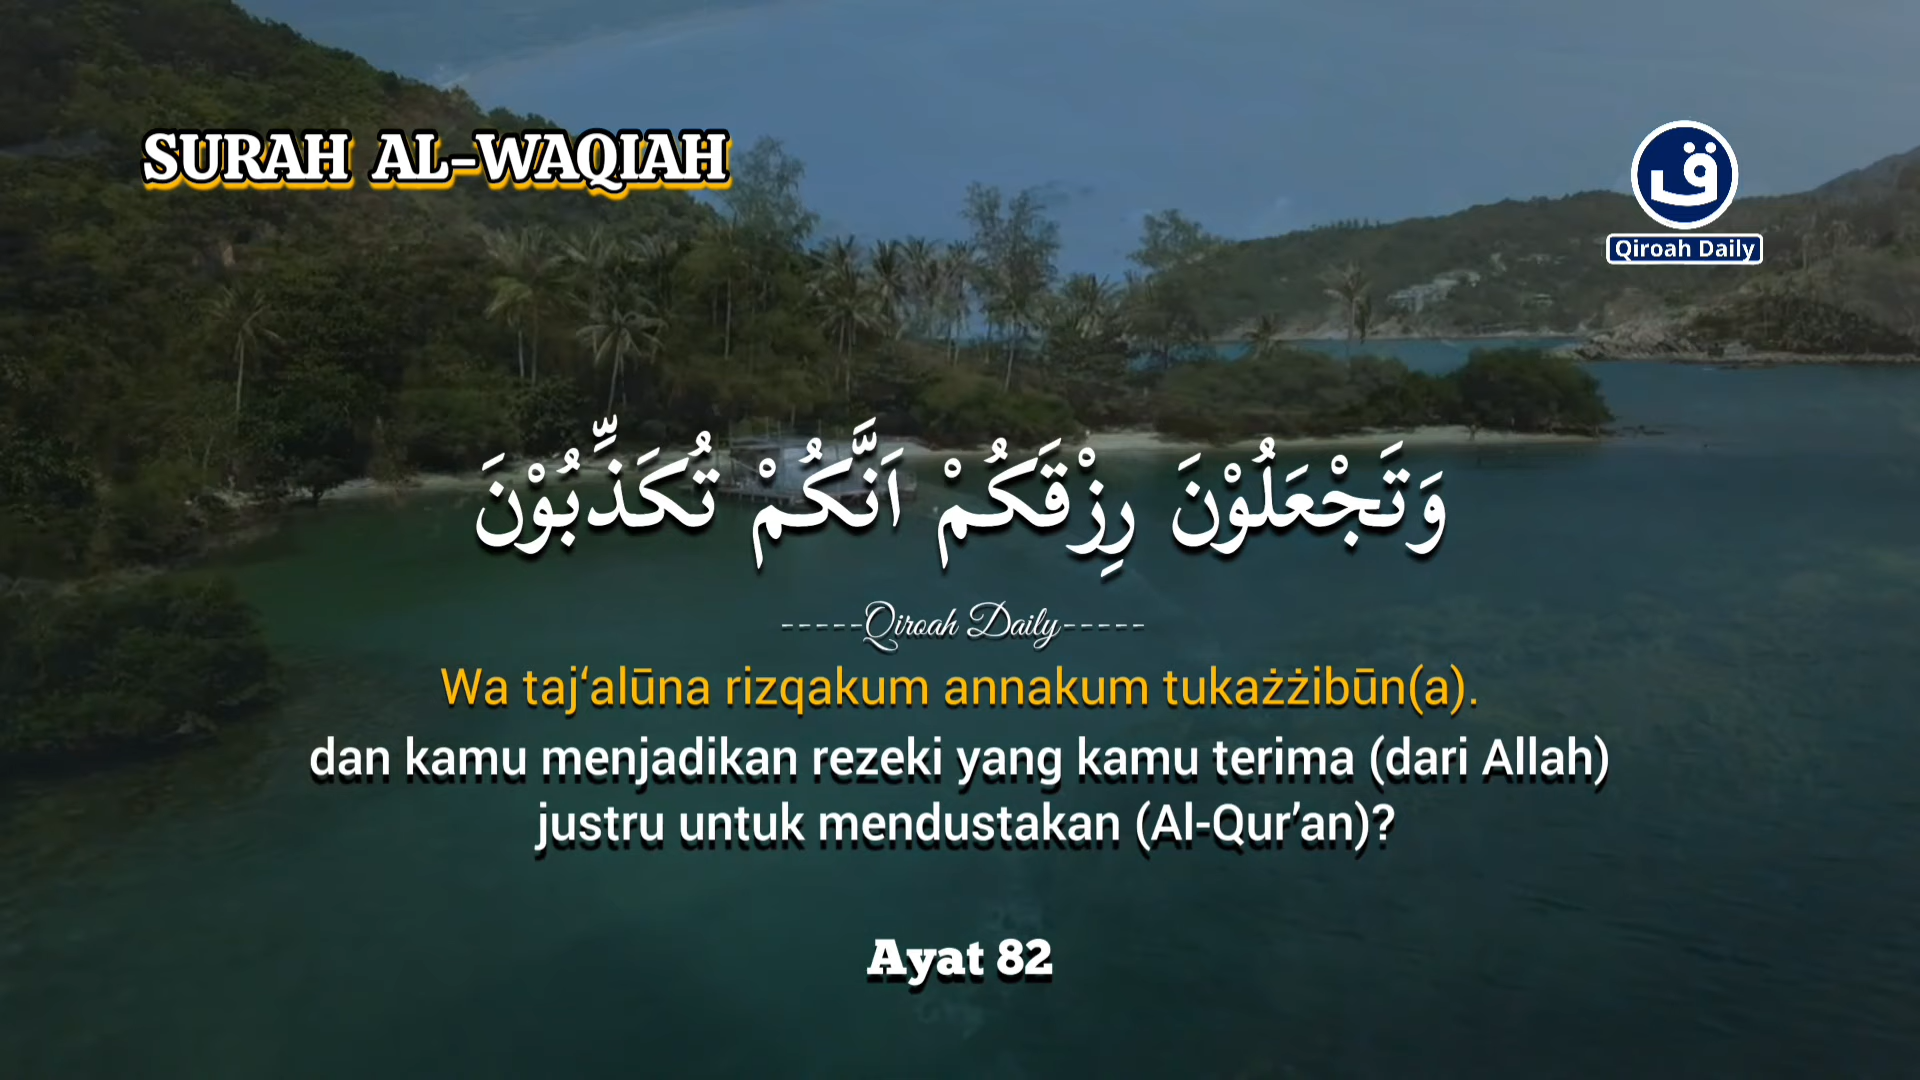 SURAH AL-WAQIAH
ق
Qiroah Daily
وَتَجْعَلُوْنَ رِزْقَكُمْ اَنَّكُمْ تُكَذِّبُوْنَ
-----Qiroah Daily-----
Wa taj‘alūna rizqakum annakum tukażżibūn(a).
dan kamu menjadikan rezeki yang kamu terima (dari Allah)
justru untuk mendustakan (Al-Qur’an)?
Ayat 82